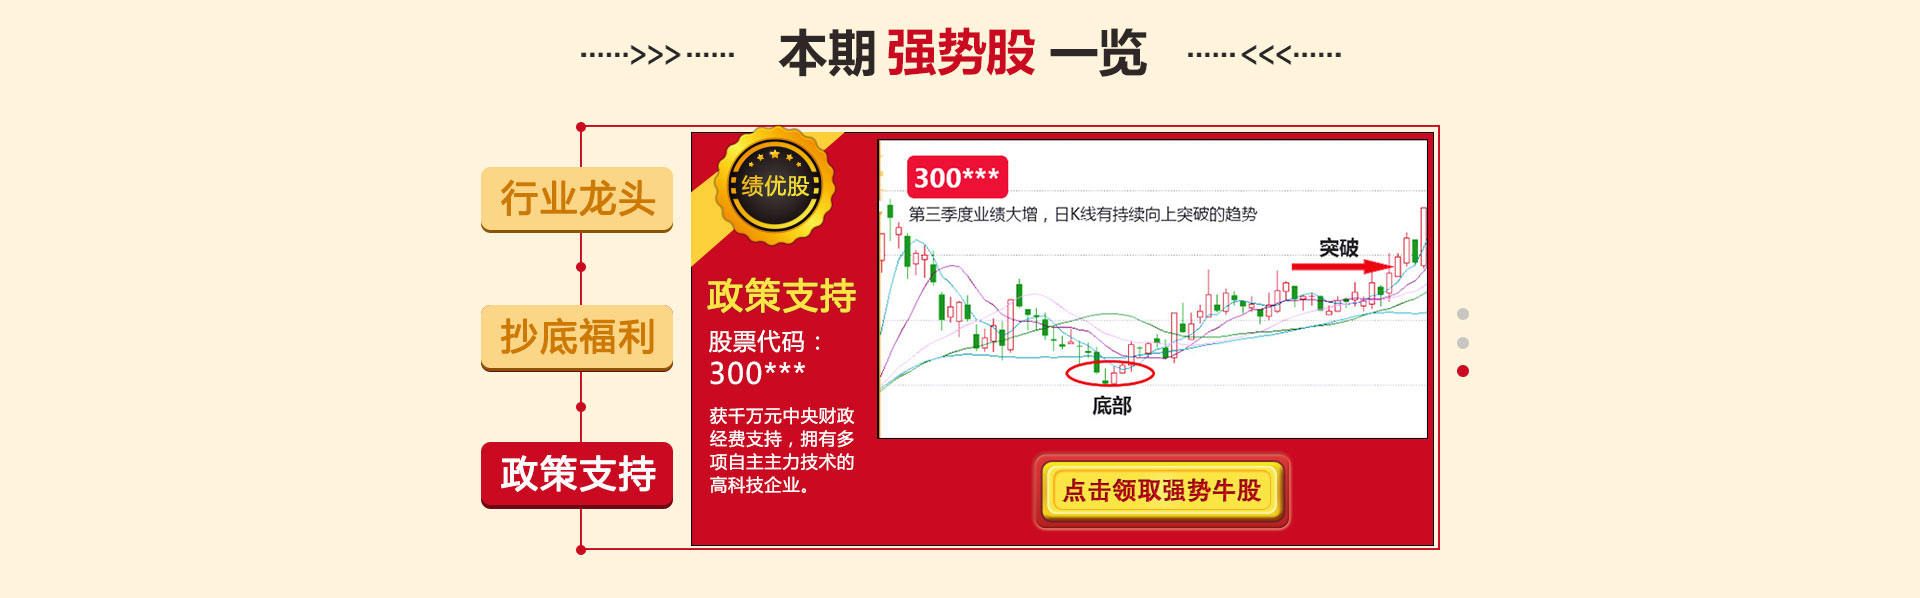 本期 强势股 一览
行业龙头
抄底福利
政策支持
绩优股
政策支持
股票代码：
300***
获千万元中央财政
经费支持，拥有多
项自主主力技术的
高科技企业。
300***
第三季度业绩大增，日K线有持续向上突破的趋势
突破
底部
点击领取强势牛股